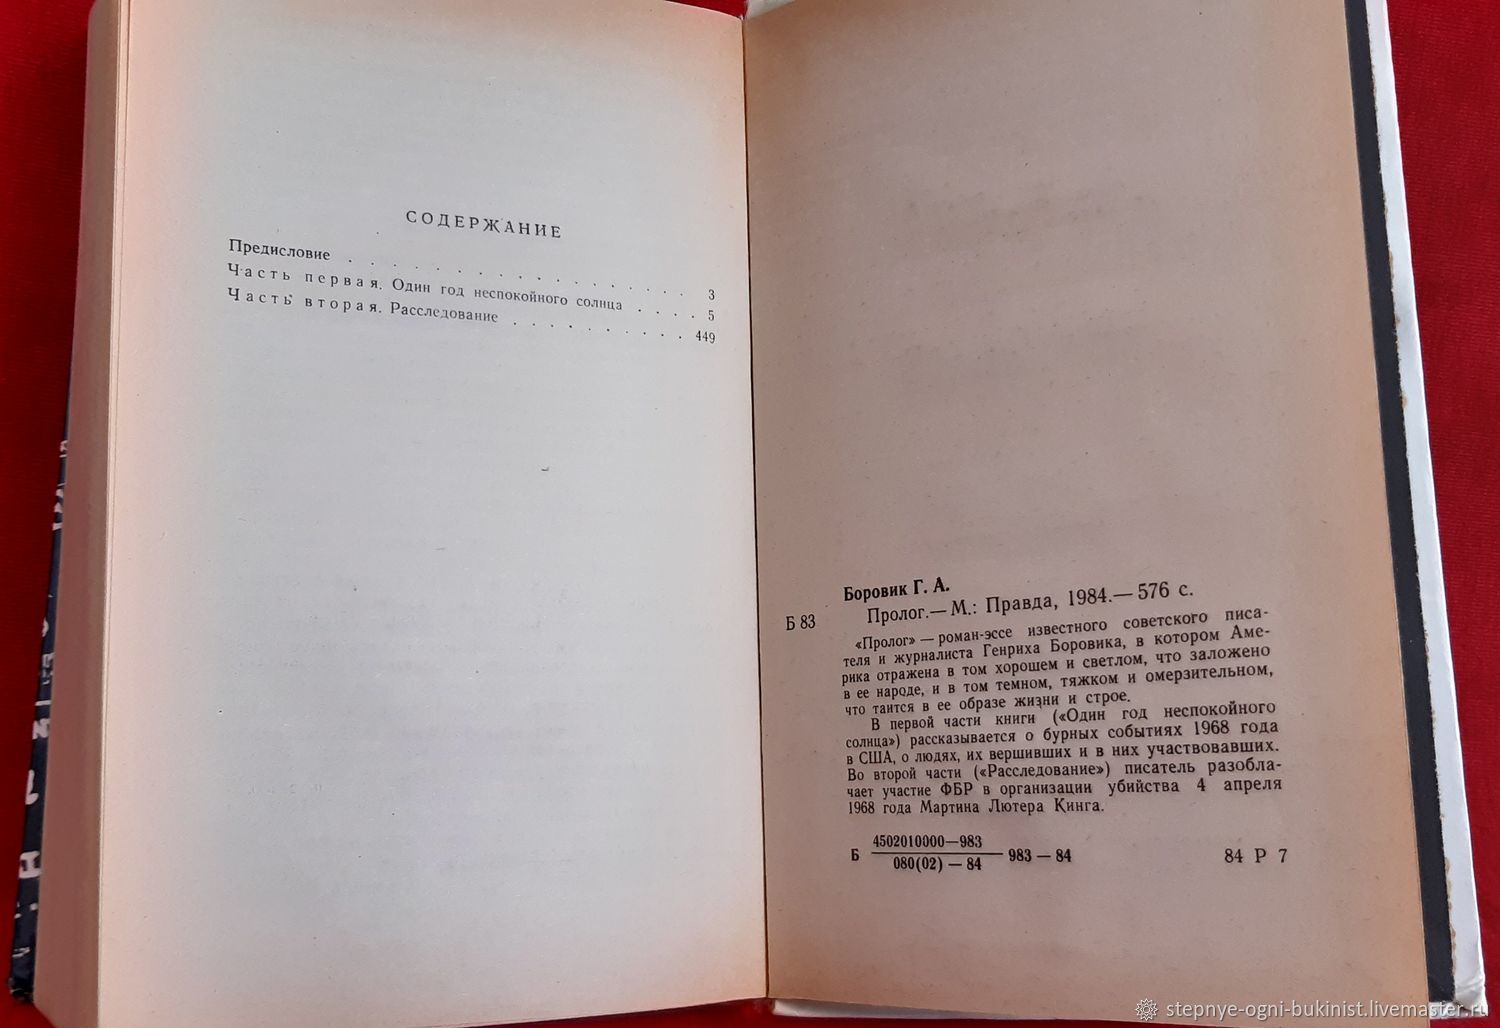 СОДЕРЖАНИЕ
Предисловие . . . . . . . . . . . . . . . . 3
Часть первая. Один год неспокойного солнца . . . . 5
Часть вторая. Расследование . . . . . . . . . 449
Боровик Г. А.
Б 83 Пролог.— М.: Правда, 1984.— 576 с.
«Пролог» — роман-эссе известного советского писа-
теля и журналиста Генриха Боровика, в котором Аме-
рика отражена в том хорошем и светлом, что заложено
в ее народе, и в том темном, тяжком и омерзительном,
что таится в ее образе жизни и строе.
В первой части книги («Один год неспокойного
солнца») рассказывается о бурных событиях 1968 года
в США, о людях, их вершивших и в них участвовавших.
Во второй части («Расследование») писатель разобла-
чает участие ФБР в организации убийства 4 апреля
1968 года Мартина Лютера Кинга.
4502010000—983
Б 983 — 84 84 Р 7
080(02) — 84
stepnye-ogni-bukinist.livemaster.ru